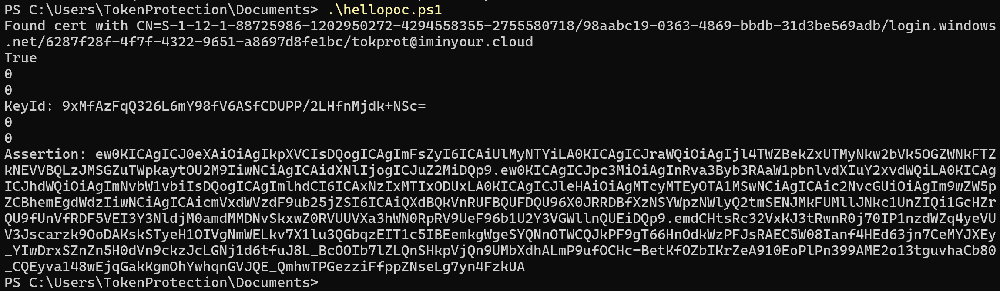 PS C:\Users\TokenProtection\Documents> .\hellopoc.ps1
Found cert with CN=S-1-12-1-88725986-1202950272-4294558355-2755580718/98aabc19-0363-4869-bbdb-31d3be569adb/login.windows
.net/6287f28f-4f7f-4322-9651-a8697d8fe1bc/tokprot@iminyour.cloud
True
0
0
KeyId: 9xMfAzFqQ326L6mY98fV6ASfCDUPP/2LHfnMjdk+NSc=
0
0
Assertion: ew0KICAgICJ0eXAiOiAgIkpXVCIsDQogICAgImFsZyI6ICAiUlMyNTYiLA0KICAgICJraWQiOiAgIjl4TWZBekZxUTMyNkw2bVk5OGZWNkFTZ
kNEVVBQLzJMSGZuTWpkaytOU2M9IiwNCiAgICAidXNlIjogICJuZ2MiDQp9.ew0KICAgICJpc3MiOiAgInRva3Byb3RAaW1pbnlvdXIuY2xvdWQiLA0KICAg
ICJhdWQiOiAgImNvbW1vbiIsDQogICAgImlhdCI6ICAxNzIxMTIxODUxLA0KICAgICJleHAiOiAgMTcyMTEyOTA1MSwNCiAgICAic2NvcGUiOiAgIm9wZW5p
ZCBhemEgdWdzIiwNCiAgICAicmVxdWVzdF9ub25jZSI6ICAiQXdBQkVnRUFBQUFDQU96X0JRRDBfXzNSYWpzNWlyQ2tmSENJMkFUMllJNkc1UnZIQi1GcHZr
QU9fUnVfRDF5VEI3Y3NldjM0amdMMDNvSkxwZ0RVUUVXa3hWN0RpRV9UeF96b1U2Y3VGWllnQUEiDQp9.emdCHtsRc32VxKJ3tRwnR0j70IP1nzdWZq4yeVU
V3Jscarzk9OoDAKskSTyeH1OIVgNmWELkv7X1lu3QGbqzEIT1c5IBEemkgWgeSYQNnOTWCQJkPF9gT66HnOdkWzPFJsRAEC5W08Ianf4HEd63jn7CeMYJXEy
_YIwDrxSZnZn5H0dVn9ckzJcLGNj1d6tfuJ8L_BcOOIb7lZLQnSHkpVjQn9UMbXdhALmP9ufOCHc-BetKfOZbIKrZeA910EoPlPn399AME2o13tguvhaCb80
_CQEyva148wEjqGakKgmOhYwhqnGVJQE_QmhwTPGezziFfppZNseLg7yn4FzkUA
PS C:\Users\TokenProtection\Documents>